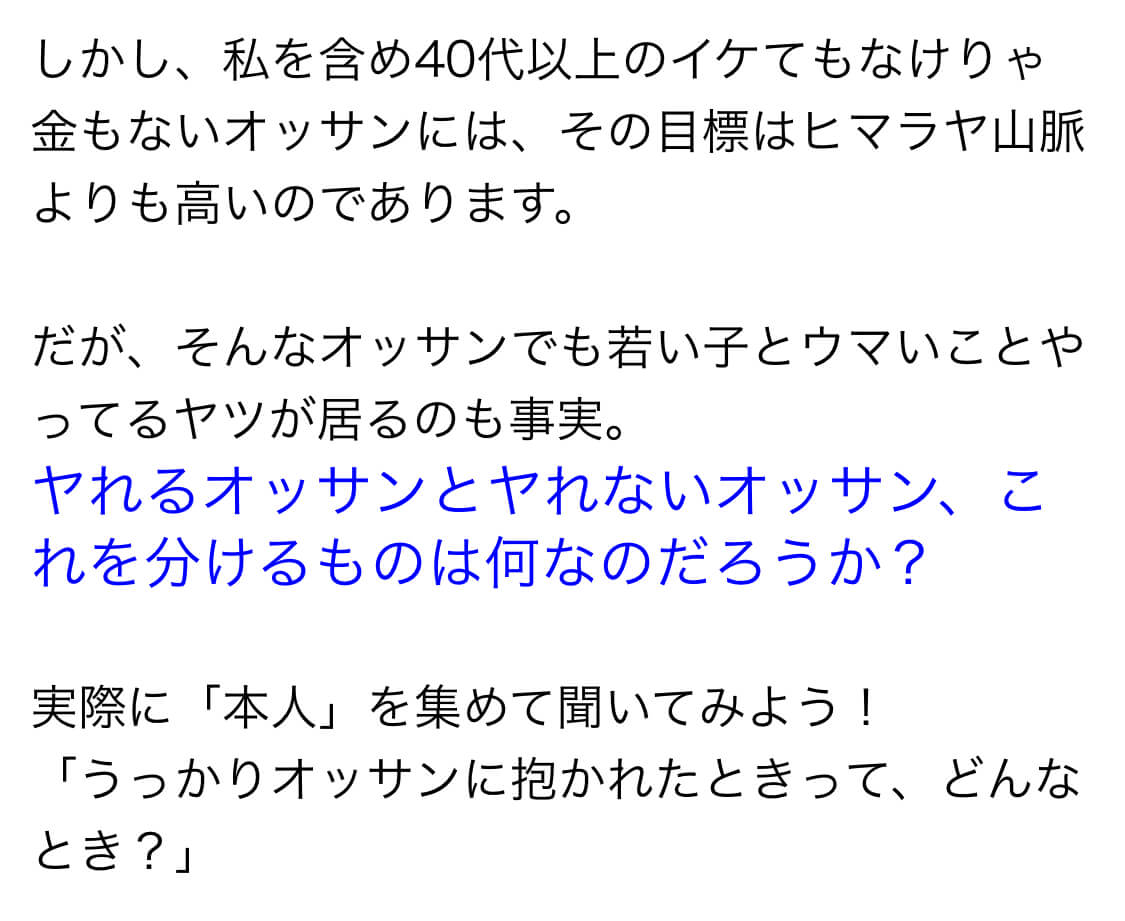 しかし、私を含め40代以上のイケてもなけりゃ
金もないオッサンには、その目標はヒマラヤ山脈
よりも高いのであります。
だが、そんなオッサンでも若い子とウマいことや
ってるヤツが居るのも事実。
ヤれるオッサンとヤれないオッサン、こ
れを分けるものは何なのだろうか？
実際に「本人」を集めて聞いてみよう！
「うっかりオッサンに抱かれたときって、どんな
とき？」